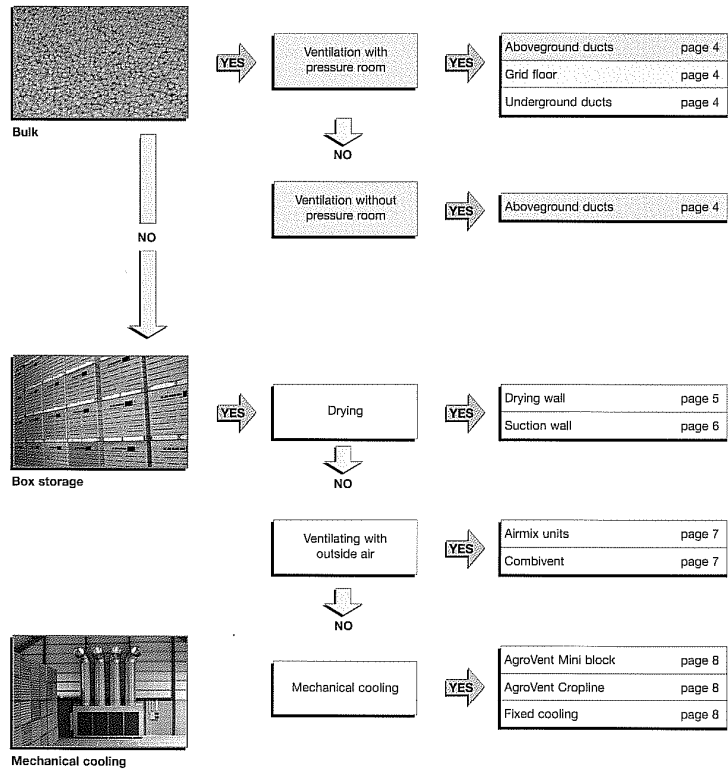 YES
Ventilation with
pressure room
YES
Aboveground ducts page 4
Grid floor page 4
Underground ducts page 4
Bulk
NO
Ventilation without
pressure room
YES
Aboveground ducts page 4
NO
YES
Drying
YES
Drying wall page 5
Suction wall page 6
Box storage
NO
Ventilating with
outside air
YES
Airmix units page 7
Combivent page 7
NO
Mechanical cooling
YES
AgroVent Mini block page 8
AgroVent Cropline page 8
Fixed cooling page 8
Mechanical cooling